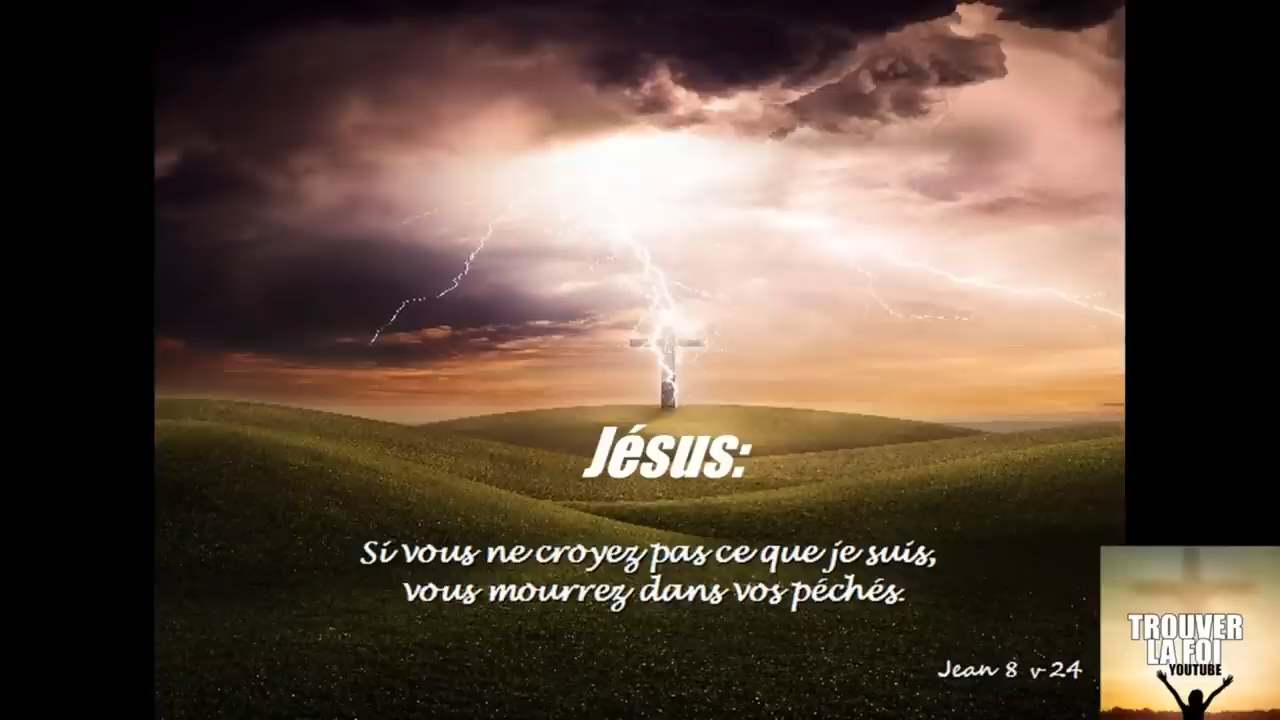 Jésus:
Si vous ne croyez pas ce que je suis,
vous mourrez dans vos péchés.
Jean 8 v 24
TROUVER
LA FOI
YOUTUBE